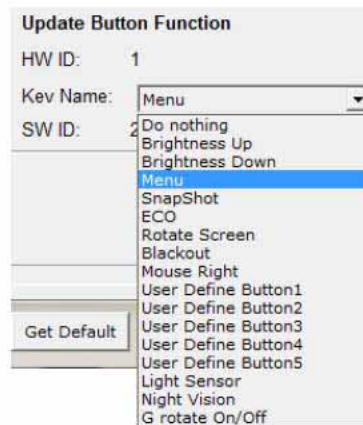 Update Button Function
HW ID: 1
Key Name: Menu
SW ID: 2
Do nothing
Brightness Up
Brightness Down
Menu
SnapShot
ECO
Rotate Screen
Blackout
Mouse Right
User Define Button1
User Define Button2
User Define Button3
User Define Button4
User Define Button5
Light Sensor
Night Vision
G rotate On/Off
Get Default